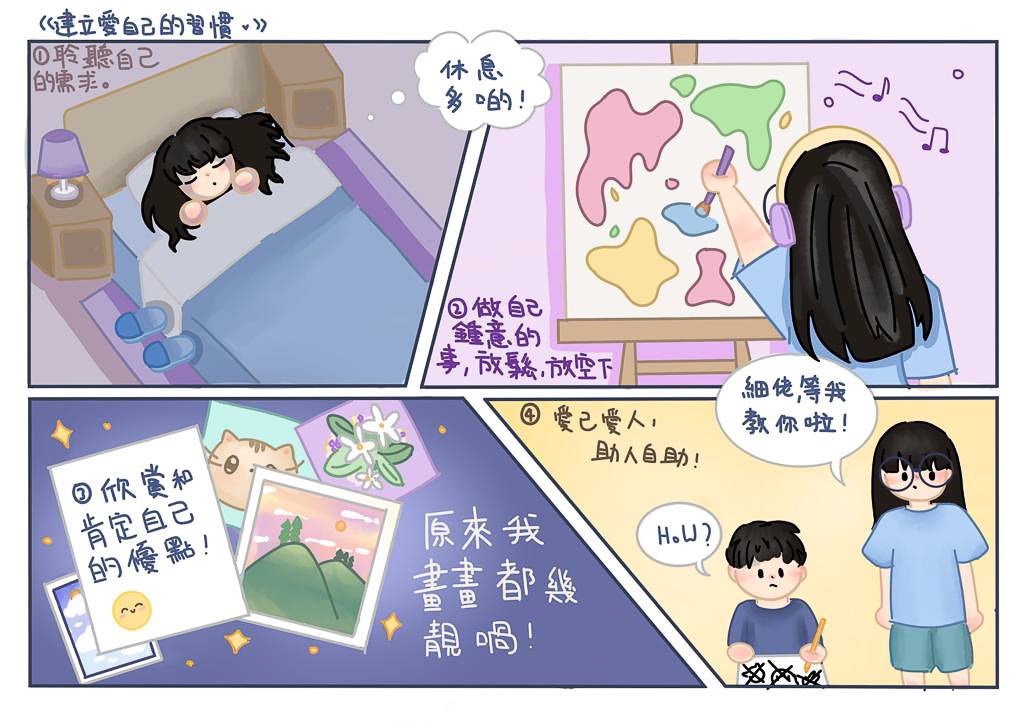 《建立愛自己的習慣》
①聆聽自己
的需求。
休息
多啲!
②做自己
鍾意的
事,放鬆,放空下
③欣賞和
肯定自己
的優點!
原來我
畫畫都幾
靚喎!
④愛己愛人,
助人自助!
細佬,等我
教你啦!
HoW?